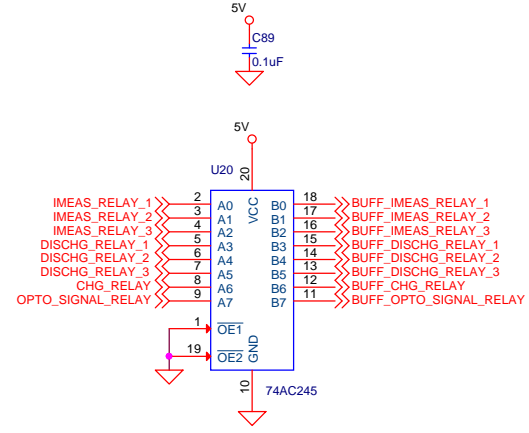 5V
C89
0.1uF
5V
U20
20
VCC
IMEAS_RELAY_1 2 A0 B0 18 BUFF_IMEAS_RELAY_1
IMEAS_RELAY_2 3 A1 B1 17 BUFF_IMEAS_RELAY_2
IMEAS_RELAY_3 4 A2 B2 16 BUFF_IMEAS_RELAY_3
DISCHG_RELAY_1 5 A3 B3 15 BUFF_DISCHG_RELAY_1
DISCHG_RELAY_2 6 A4 B4 14 BUFF_DISCHG_RELAY_2
DISCHG_RELAY_3 7 A5 B5 13 BUFF_DISCHG_RELAY_3
CHG_RELAY 8 A6 B6 12 BUFF_CHG_RELAY
OPTO_SIGNAL_RELAY 9 A7 B7 11 BUFF_OPTO_SIGNAL_RELAY
1 OE1
19 OE2 GND
10
74AC245